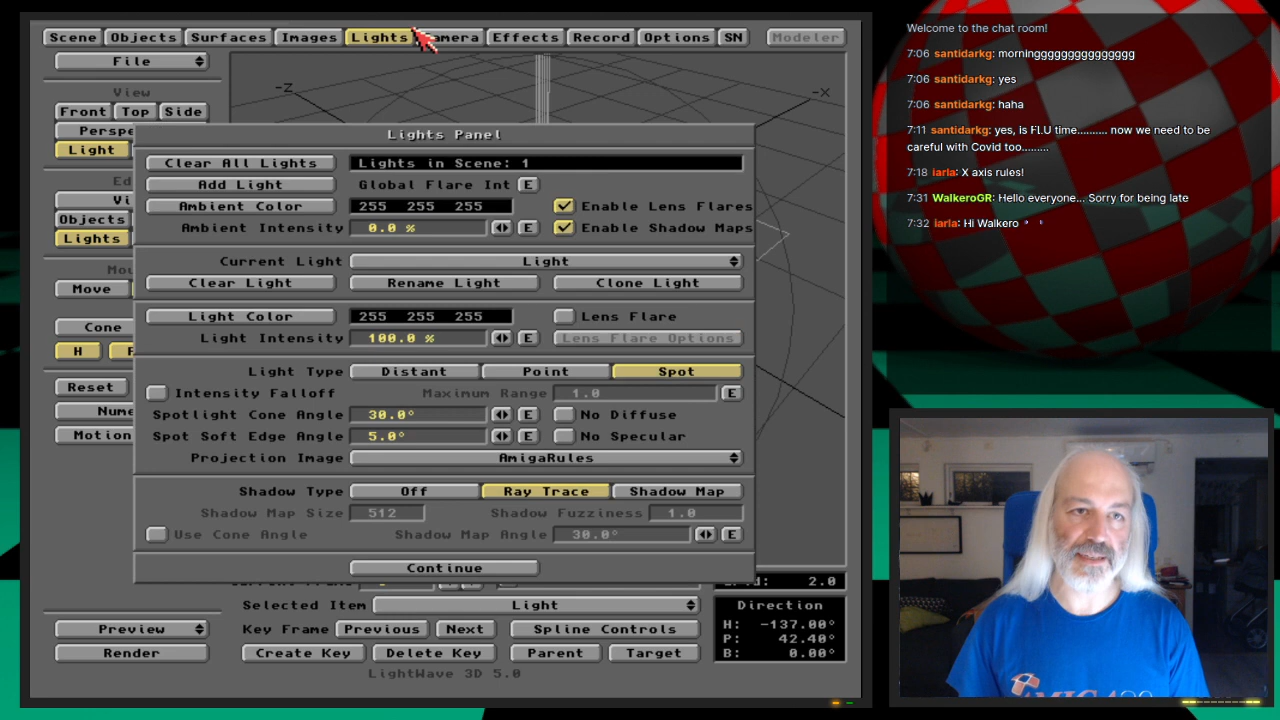 Scene Objects Surfaces Images Lights Camera Effects Record Options SN Modeler
File
-Z -X
View
Front Top Side
Perspe
Light
Ed
Vi
Objects
Lights
Mou
Move
Cone
H
Reset
Nume
Motion
Lights Panel
Clear All Lights Lights in Scene: 1
Add Light Global Flare Int E
Ambient Color 255 255 255 Enable Lens Flares
Ambient Intensity 0.0 % E Enable Shadow Maps
Current Light Light
Clear Light Rename Light Clone Light
Light Color 255 255 255 Lens Flare
Light Intensity 100.0 % E Lens Flare Options
Light Type Distant Point Spot
Intensity Falloff Maximum Range 1.0 E
Spotlight Cone Angle 30.0° E No Diffuse
Spot Soft Edge Angle 5.0° E No Specular
Projection Image AmigaRules
Shadow Type Off Ray Trace Shadow Map
Shadow Map Size 512 Shadow Fuzziness 1.0
Use Cone Angle Shadow Map Angle 30.0° E
Continue
2.0
Selected Item Light
Direction
Preview Key Frame Previous Next Spline Controls
H: -137.00°
P: 42.40°
B: 0.00°
Render Create Key Delete Key Parent Target
LightWave 3D 5.0
Welcome to the chat room!
7:06 santidarkg: morninggggggggggggggg
7:06 santidarkg: yes
7:06 santidarkg: haha
7:11 santidarkg: yes, is FLU time.......... now we need to be
careful with Covid too.........
7:18 iarla: X axis rules!
7:31 WalkeroGR: Hello everyone... Sorry for being late
7:32 iarla: Hi Walkero